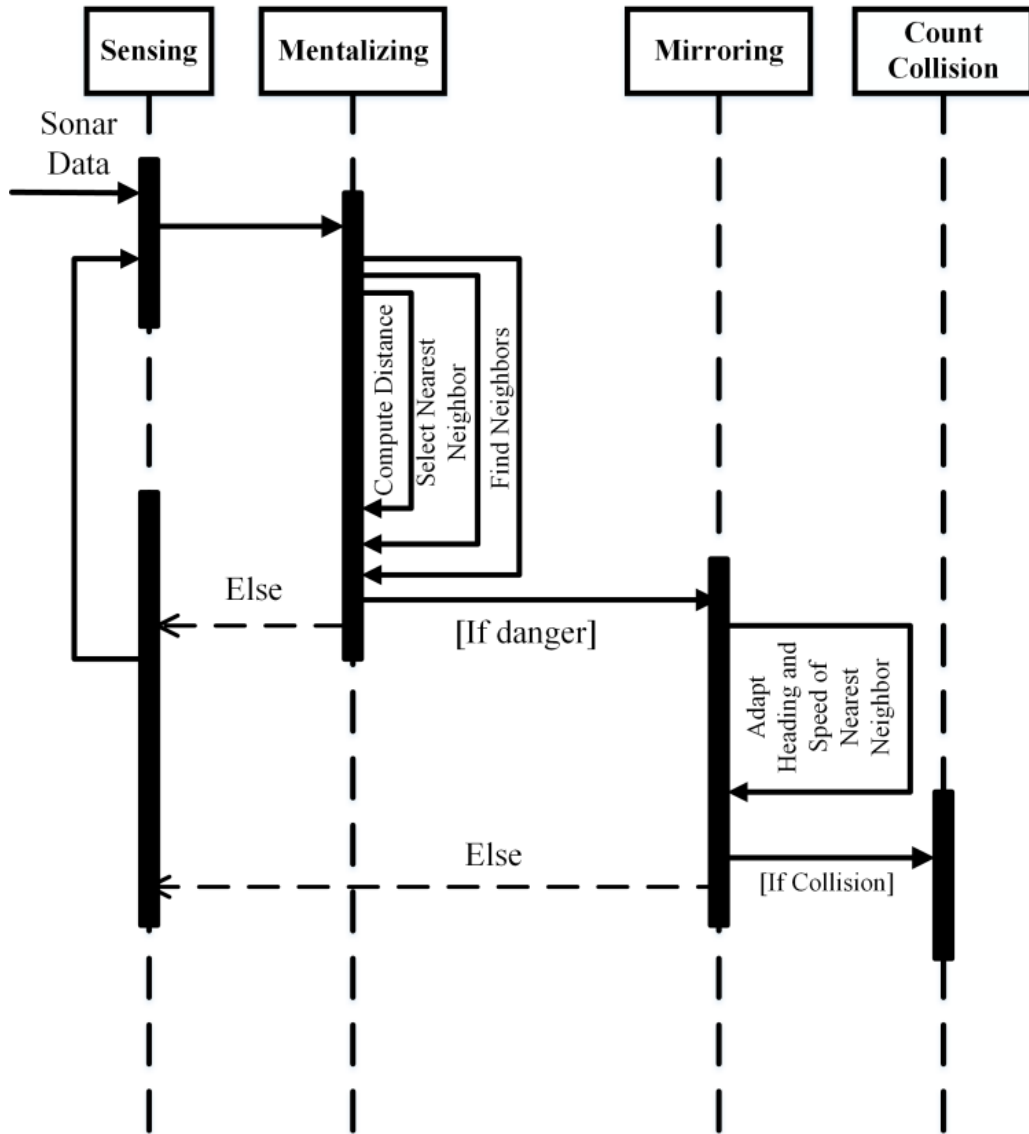 Sensing
Mentalizing
Mirroring
Count
Collision
Sonar
Data
Compute Distance
Select Nearest
Neighbor
Find Neighbors
Else
[If danger]
Adapt
Heading and
Speed of
Nearest
Neighbor
Else
[If Collision]